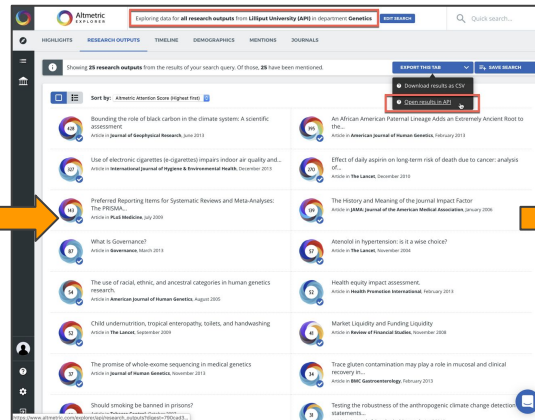 Altmetric
EXPLORER
Exploring data for all research outputs from Lilliput University (API) in department Genetics
EDIT SEARCH
Quick search...
HIGHLIGHTS RESEARCH OUTPUTS TIMELINE DEMOGRAPHICS MENTIONS JOURNALS
Showing 25 research outputs from the results of your search query. Of those, 25 have been mentioned.
EXPORT THIS TAB
SAVE SEARCH
Download results as CSV
Open results in API
Sort by: Altmetric Attention Score (Highest first)
428
Bounding the role of black carbon in the climate system: A scientific
assessment
Article in Journal of Geophysical Research, June 2013
395
An African American Paternal Lineage Adds an Extremely Ancient Root to
the...
Article in American Journal of Human Genetics, February 2013
Use of electronic cigarettes (e-cigarettes) impairs indoor air quality and...
Article in International Journal of Hygiene & Environmental Health, December 2013
270
Effect of daily aspirin on long-term risk of death due to cancer: analysis
of...
Article in The Lancet, December 2010
143
Preferred Reporting Items for Systematic Reviews and Meta-Analyses:
The PRISMA...
Article in PLoS Medicine, July 2009
139
The History and Meaning of the Journal Impact Factor
Article in JAMA: Journal of the American Medical Association, January 2006
87
What Is Governance?
Article in Governance, March 2013
57
Atenolol in hypertension: is it a wise choice?
Article in The Lancet, November 2004
54
The use of racial, ethnic, and ancestral categories in human genetics
research.
Article in American Journal of Human Genetics, August 2005
52
Health equity impact assessment.
Article in Health Promotion International, February 2013
52
Child undernutrition, tropical enteropathy, toilets, and handwashing
Article in The Lancet, September 2009
41
Market Liquidity and Funding Liquidity
Article in Review of Financial Studies, November 2008
37
The promise of whole-exome sequencing in medical genetics
Article in Journal of Human Genetics, November 2013
34
Trace gluten contamination may play a role in mucosal and clinical
recovery in...
Article in BMC Gastroenterology, February 2013
Should smoking be banned in prisons?
31
Testing the robustness of the anthropogenic climate change detection
statements...